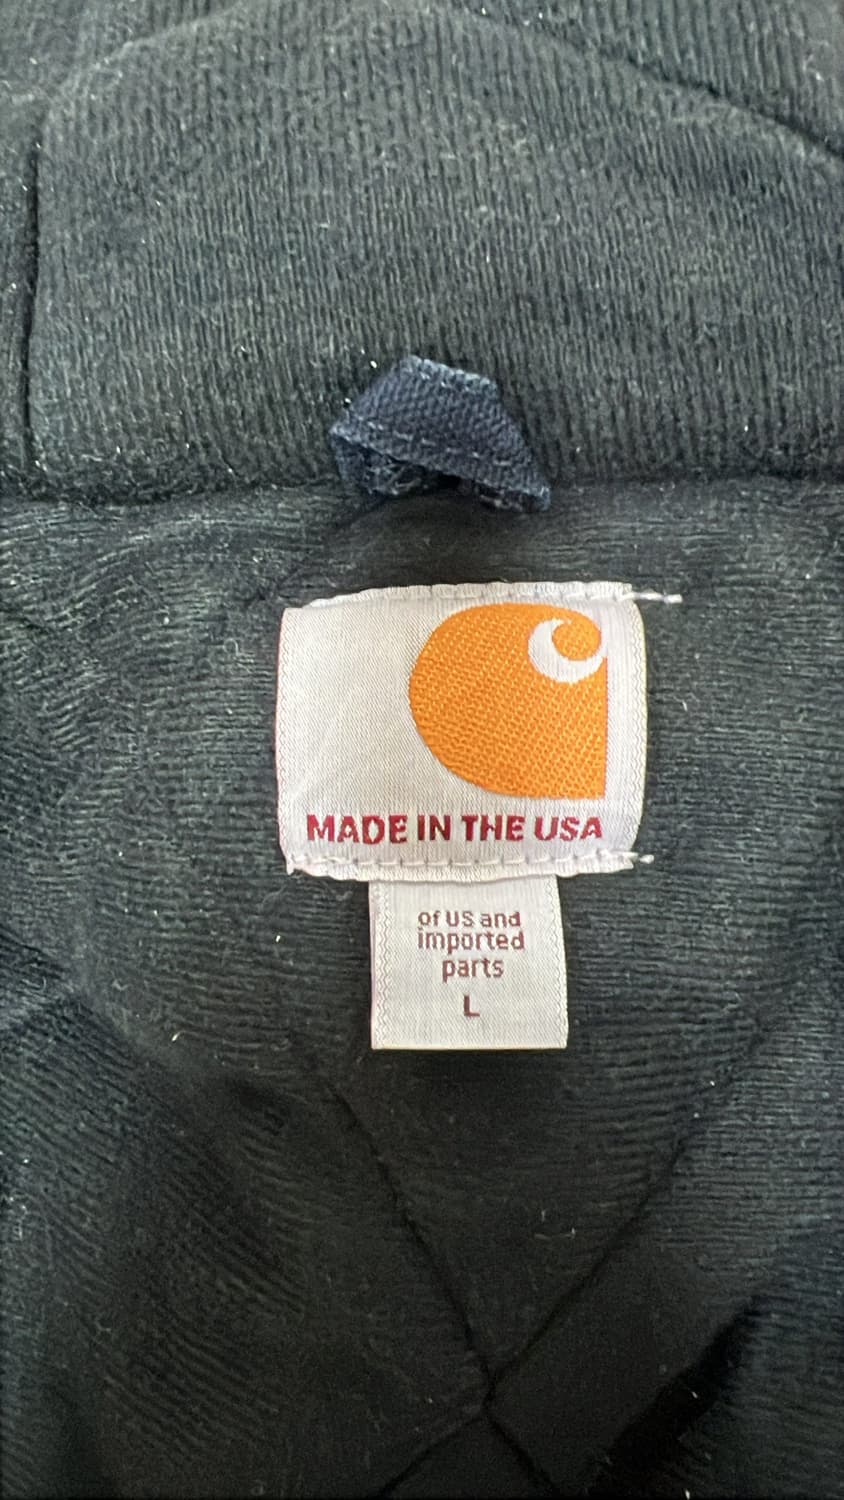 MADE IN THE USA
of US and
imported
parts
L